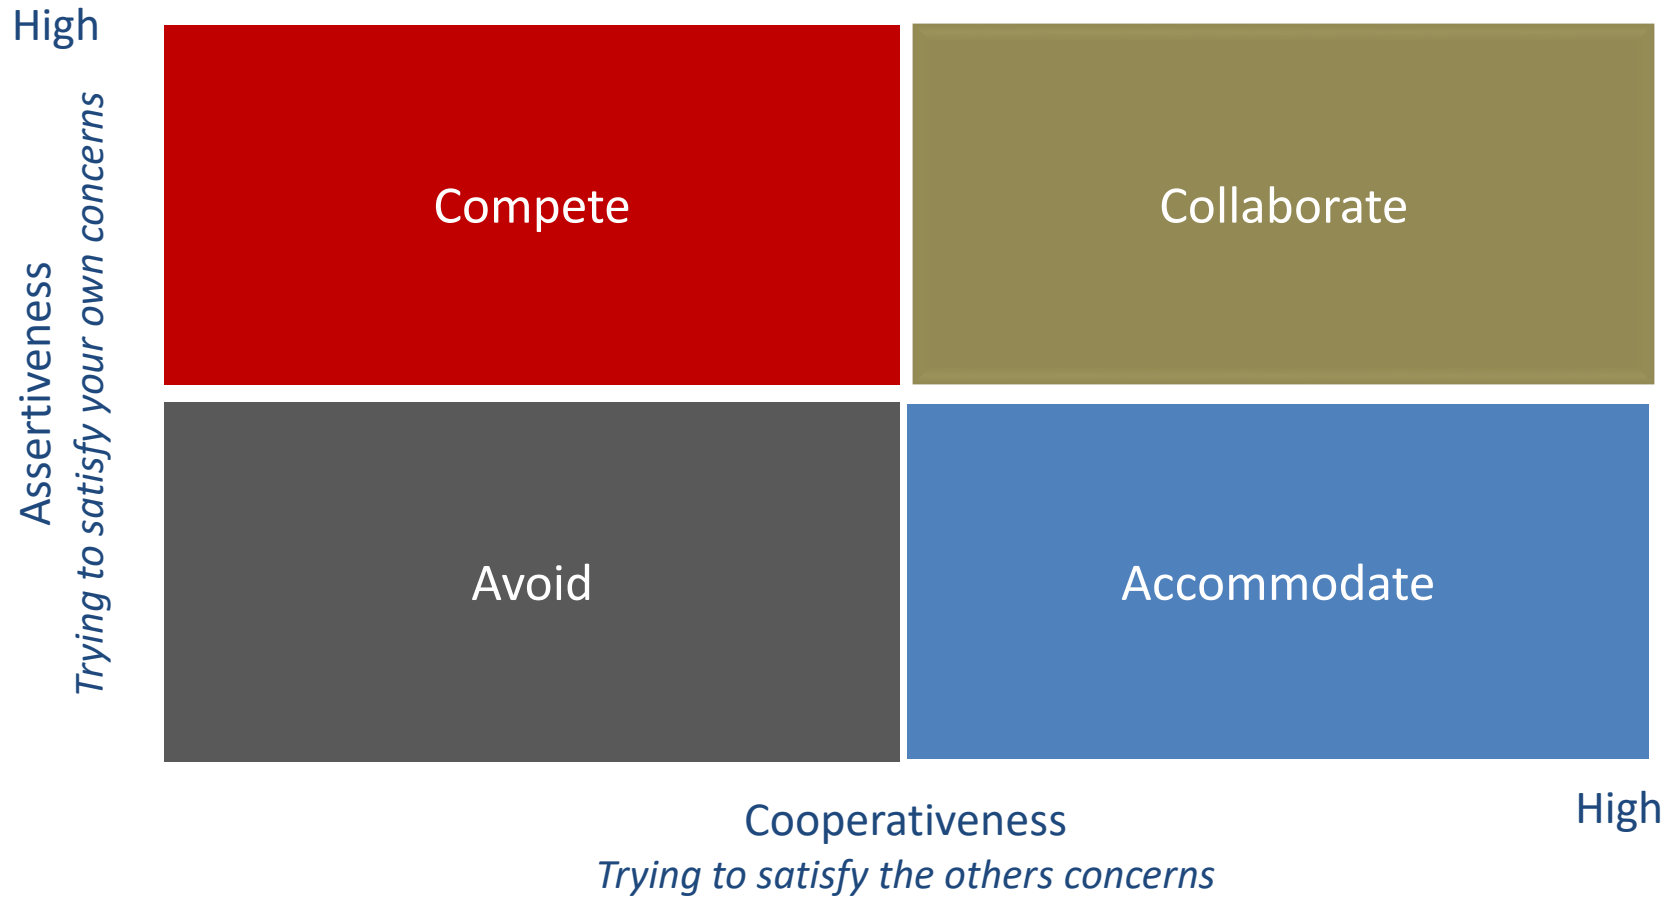 High
Assertiveness
Trying to satisfy your own concerns
Compete
Collaborate
Avoid
Accommodate
Cooperativeness
High
Trying to satisfy the others concerns